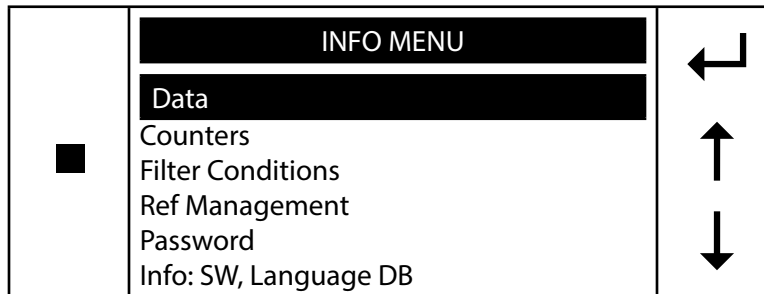 INFO MENU
Data
Counters
Filter Conditions
Ref Management
Password
Info: SW, Language DB